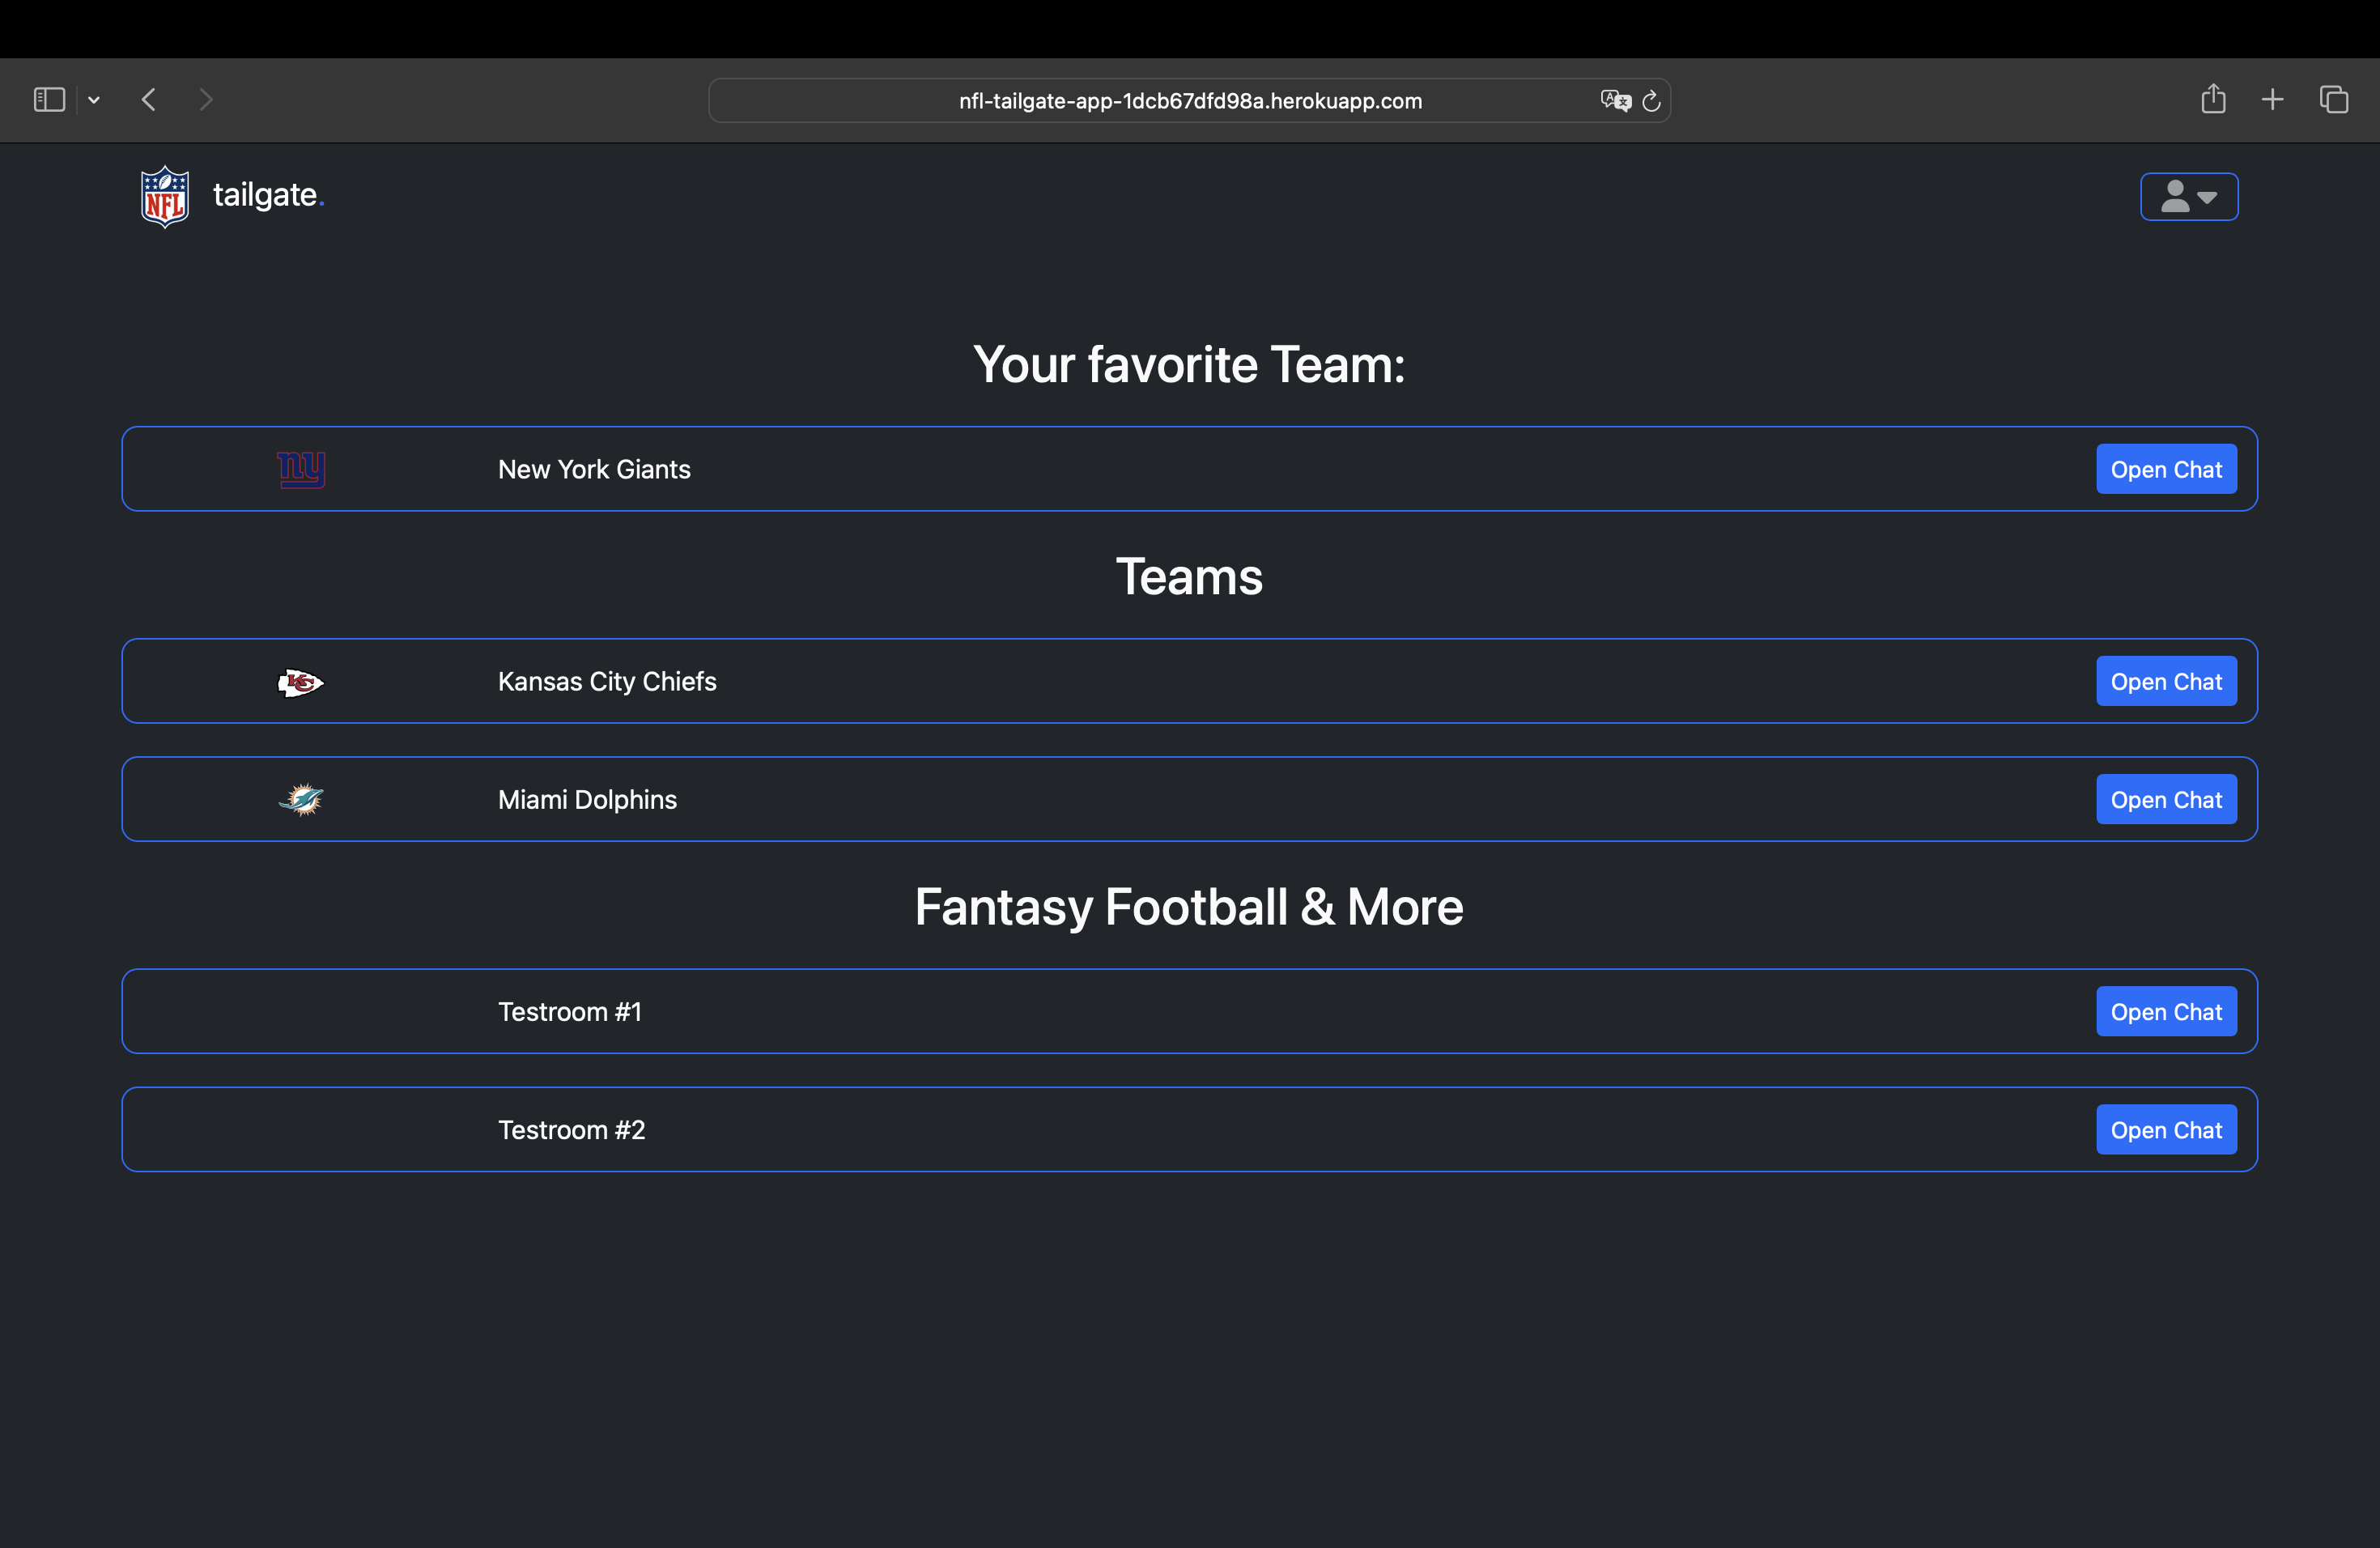 nfl-tailgate-app-1dcb67dfd98a.herokuapp.com
NFL
tailgate.
Your favorite Team:
ny
New York Giants
Open Chat
Teams
KC
Kansas City Chiefs
Open Chat
Miami Dolphins
Open Chat
Fantasy Football & More
Testroom #1
Open Chat
Testroom #2
Open Chat